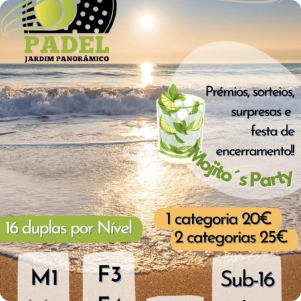 PADEL
JARDIM PANORÂMICO
Prémios, sorteios,
surpresas e
festa de
encerramento!!
Mojito´s Party
1 categoria 20€
16 duplas por Nível
2 categorias 25€
M1
F3
Sub-16